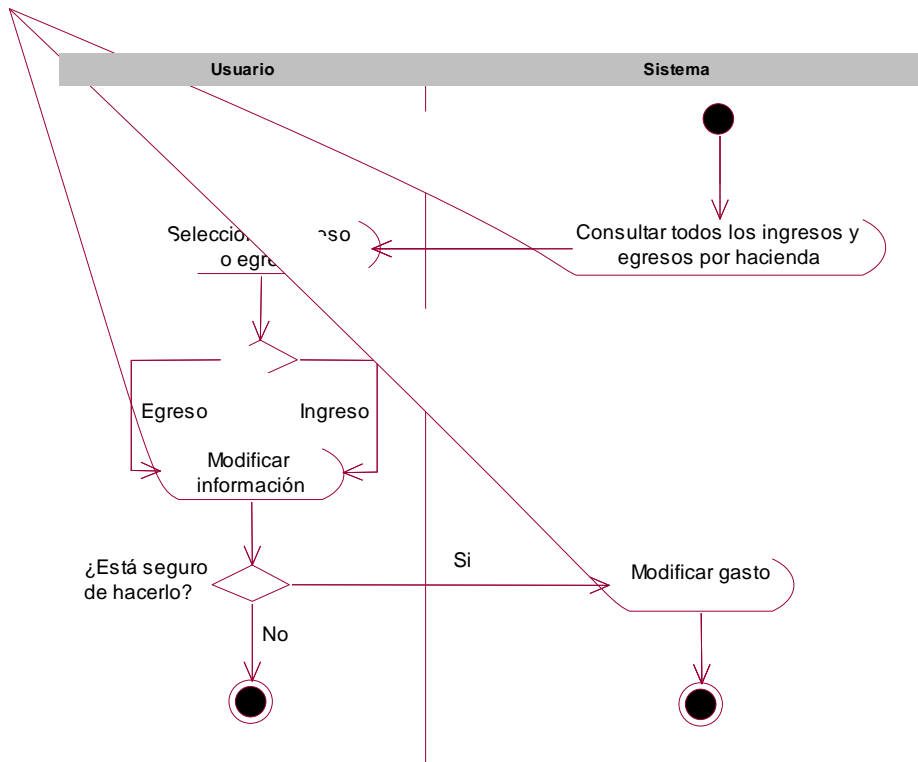 Usuario
Sistema
Consultar todos los ingresos y
egresos por hacienda
o
Egreso
Ingreso
Modificar
información
¿Está seguro
de hacerlo?
Si
Modificar gasto
No